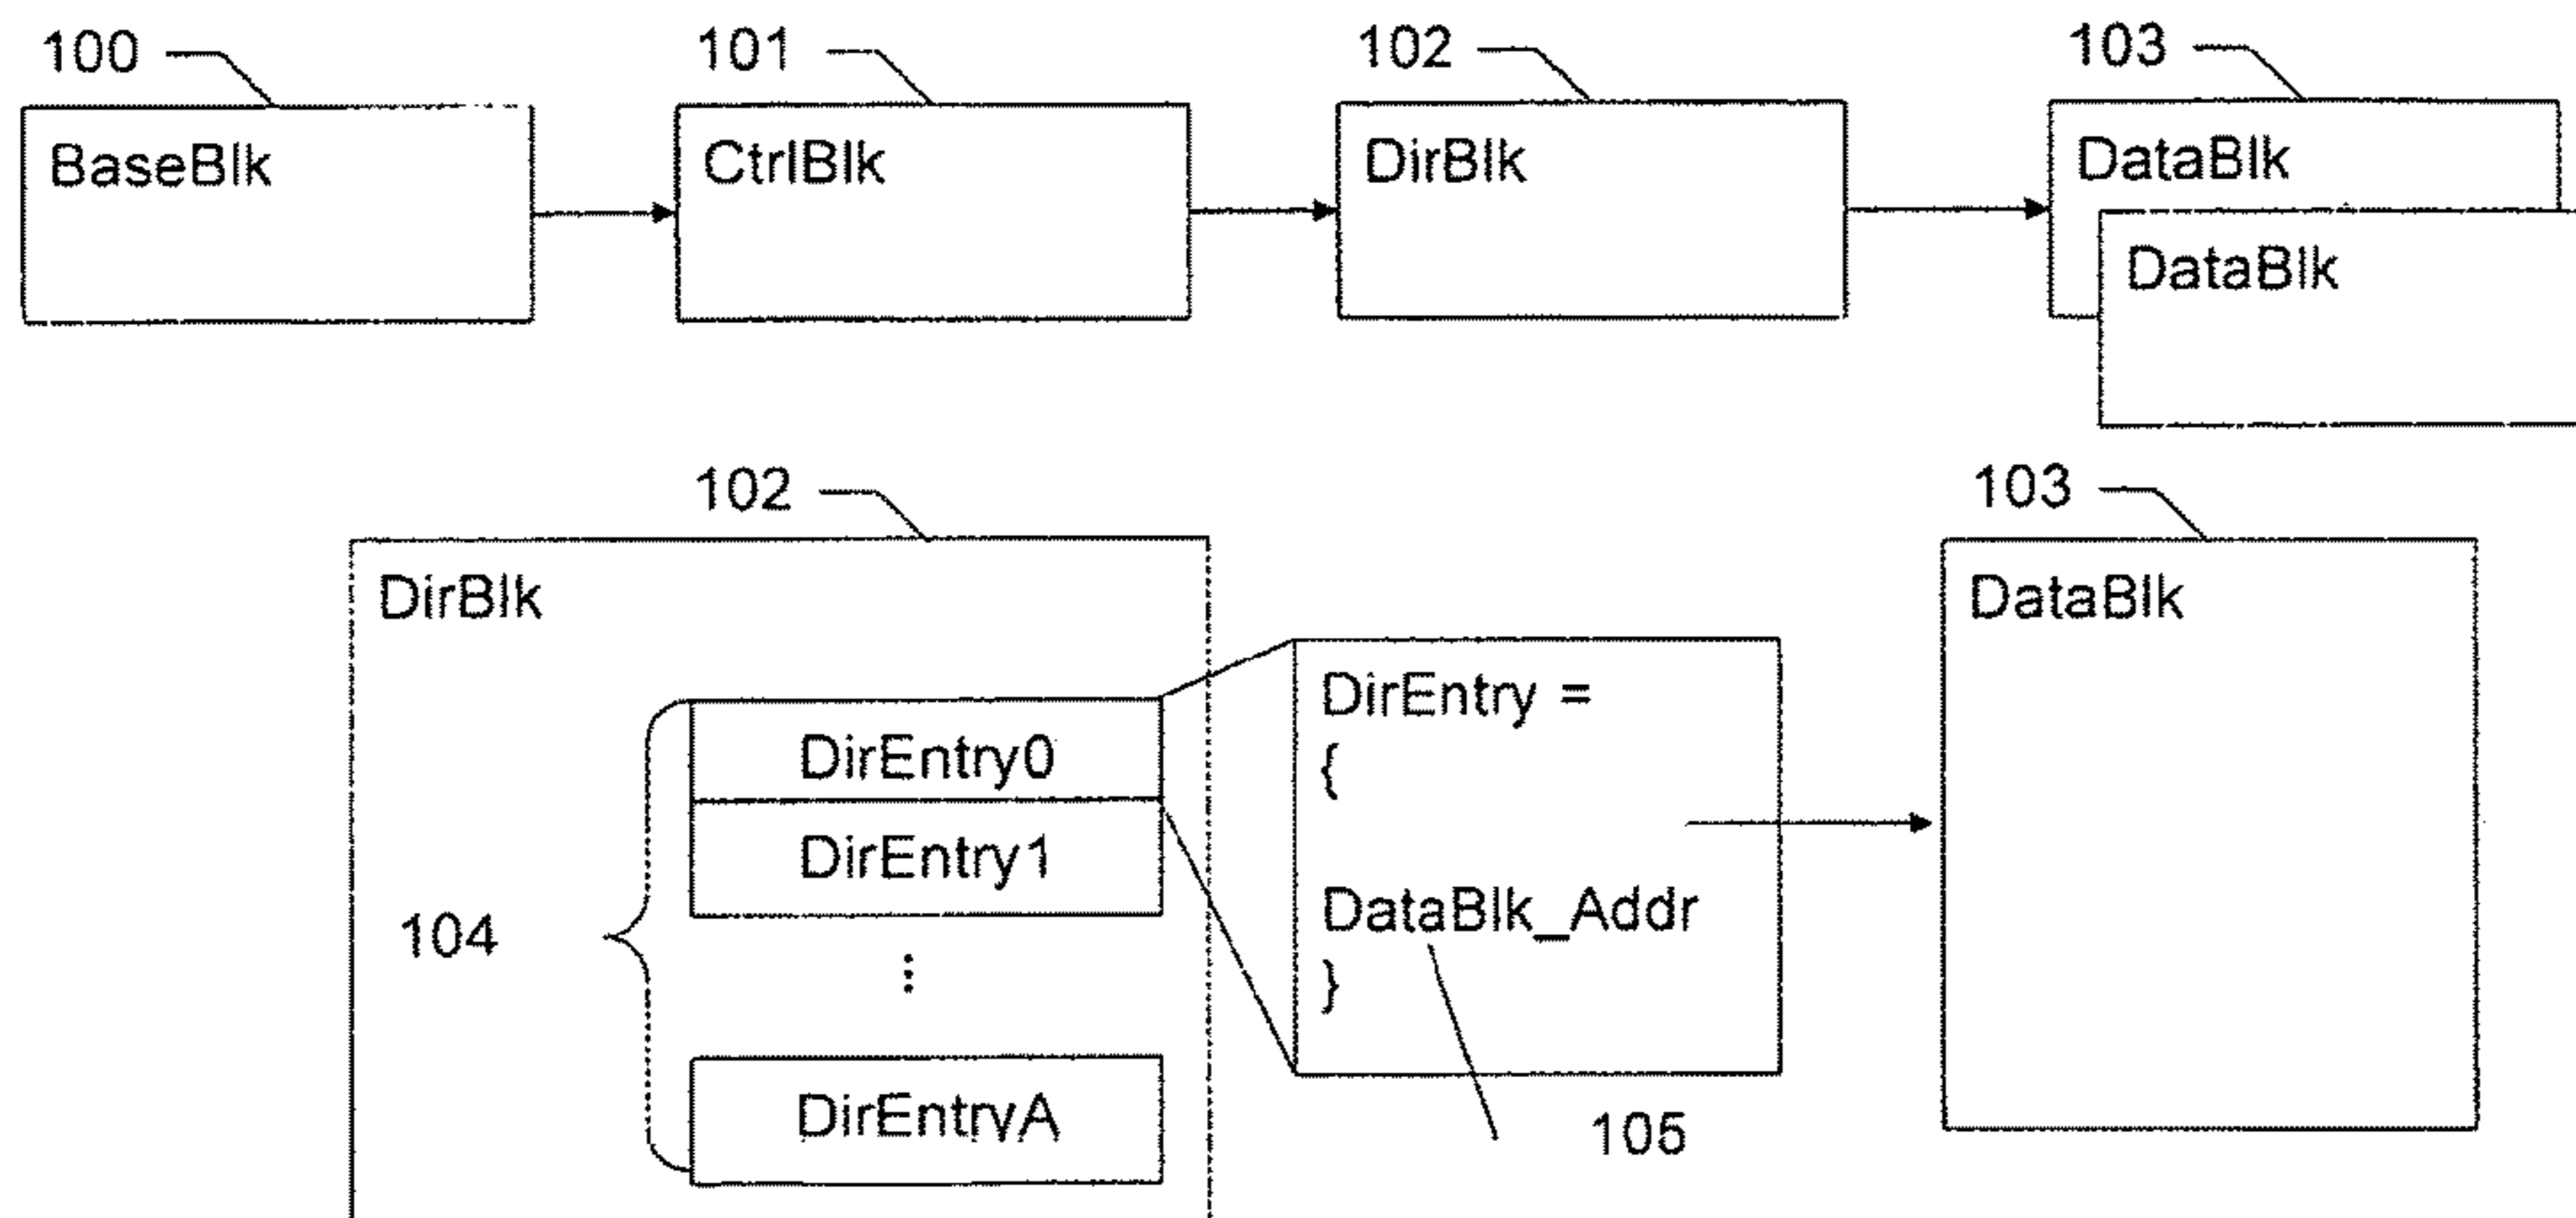 100
101
102
103
BaseBlk
CtrlBlk
DirBlk
DataBlk
DataBlk
102
103
DirBlk
DataBlk
DirEntry0
DirEntry1
⋮
DirEntryA
104
DirEntry =
{
DataBlk_Addr
}
105